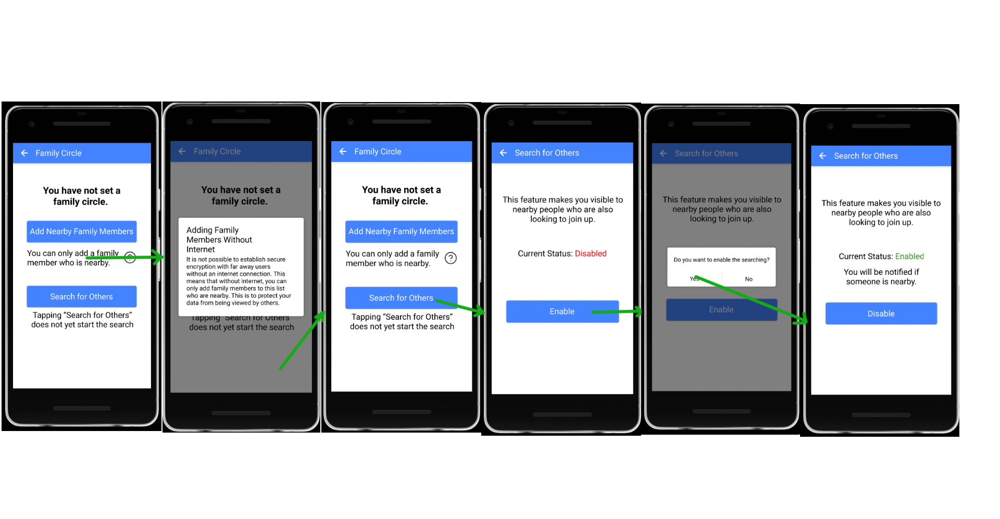 Family Circle
You have not set a
family circle.
Add Nearby Family Members
You can only add a family
member who is nearby.
?
Search for Others
Tapping “Search for Others”
does not yet start the search
Family Circle
You have not set a
family circle.
Adding Family
Members Without
Internet
It is not possible to establish secure
encryption with far away users
without an internet connection. This
means that without internet, you can
only add family members to this list
who are nearby. This is to protect your
data from being viewed by others.
Tapping “Search for Others”
does not yet start the search
Family Circle
You have not set a
family circle.
Add Nearby Family Members
You can only add a family
member who is nearby.
?
Search for Others
Tapping “Search for Others”
does not yet start the search
Search for Others
This feature makes you visible to
nearby people who are also
looking to join up.
Current Status: Disabled
Enable
Search for Others
This feature makes you visible to
nearby people who are also
looking to join up.
Do you want to enable the searching?
Yes
No
Enable
Search for Others
This feature makes you visible to
nearby people who are also
looking to join up.
Current Status: Enabled
You will be notified if
someone is nearby.
Disable